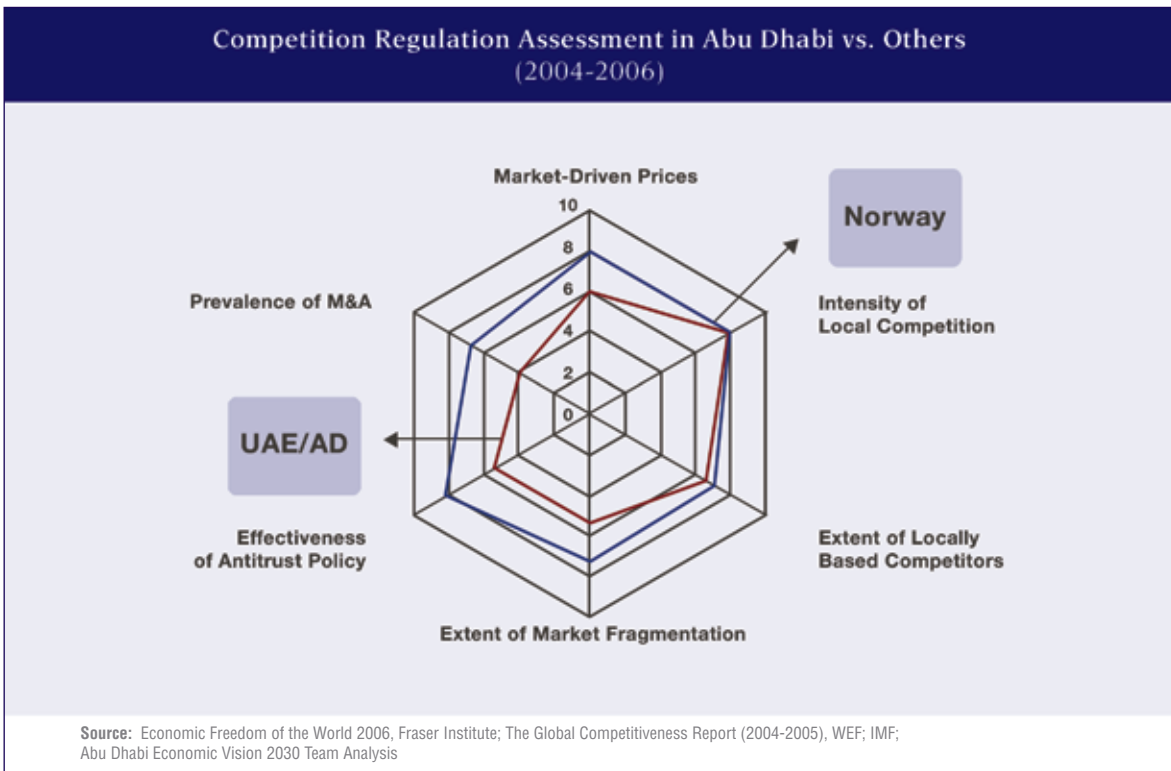 Competition Regulation Assessment in Abu Dhabi vs. Others
(2004-2006)
Market-Driven Prices
10
8
6
4
2
0
Norway
Prevalence of M&A
Intensity of
Local Competition
UAE/AD
Effectiveness
of Antitrust Policy
Extent of Locally
Based Competitors
Extent of Market Fragmentation
Source: Economic Freedom of the World 2006, Fraser Institute; The Global Competitiveness Report (2004-2005), WEF; IMF;
Abu Dhabi Economic Vision 2030 Team Analysis